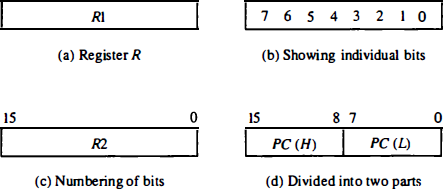 R1
7 6 5 4 3 2 1 0
(a) Register R
(b) Showing individual bits
15 0
15 8 7 0
R2
PC (H) PC (L)
(c) Numbering of bits
(d) Divided into two parts